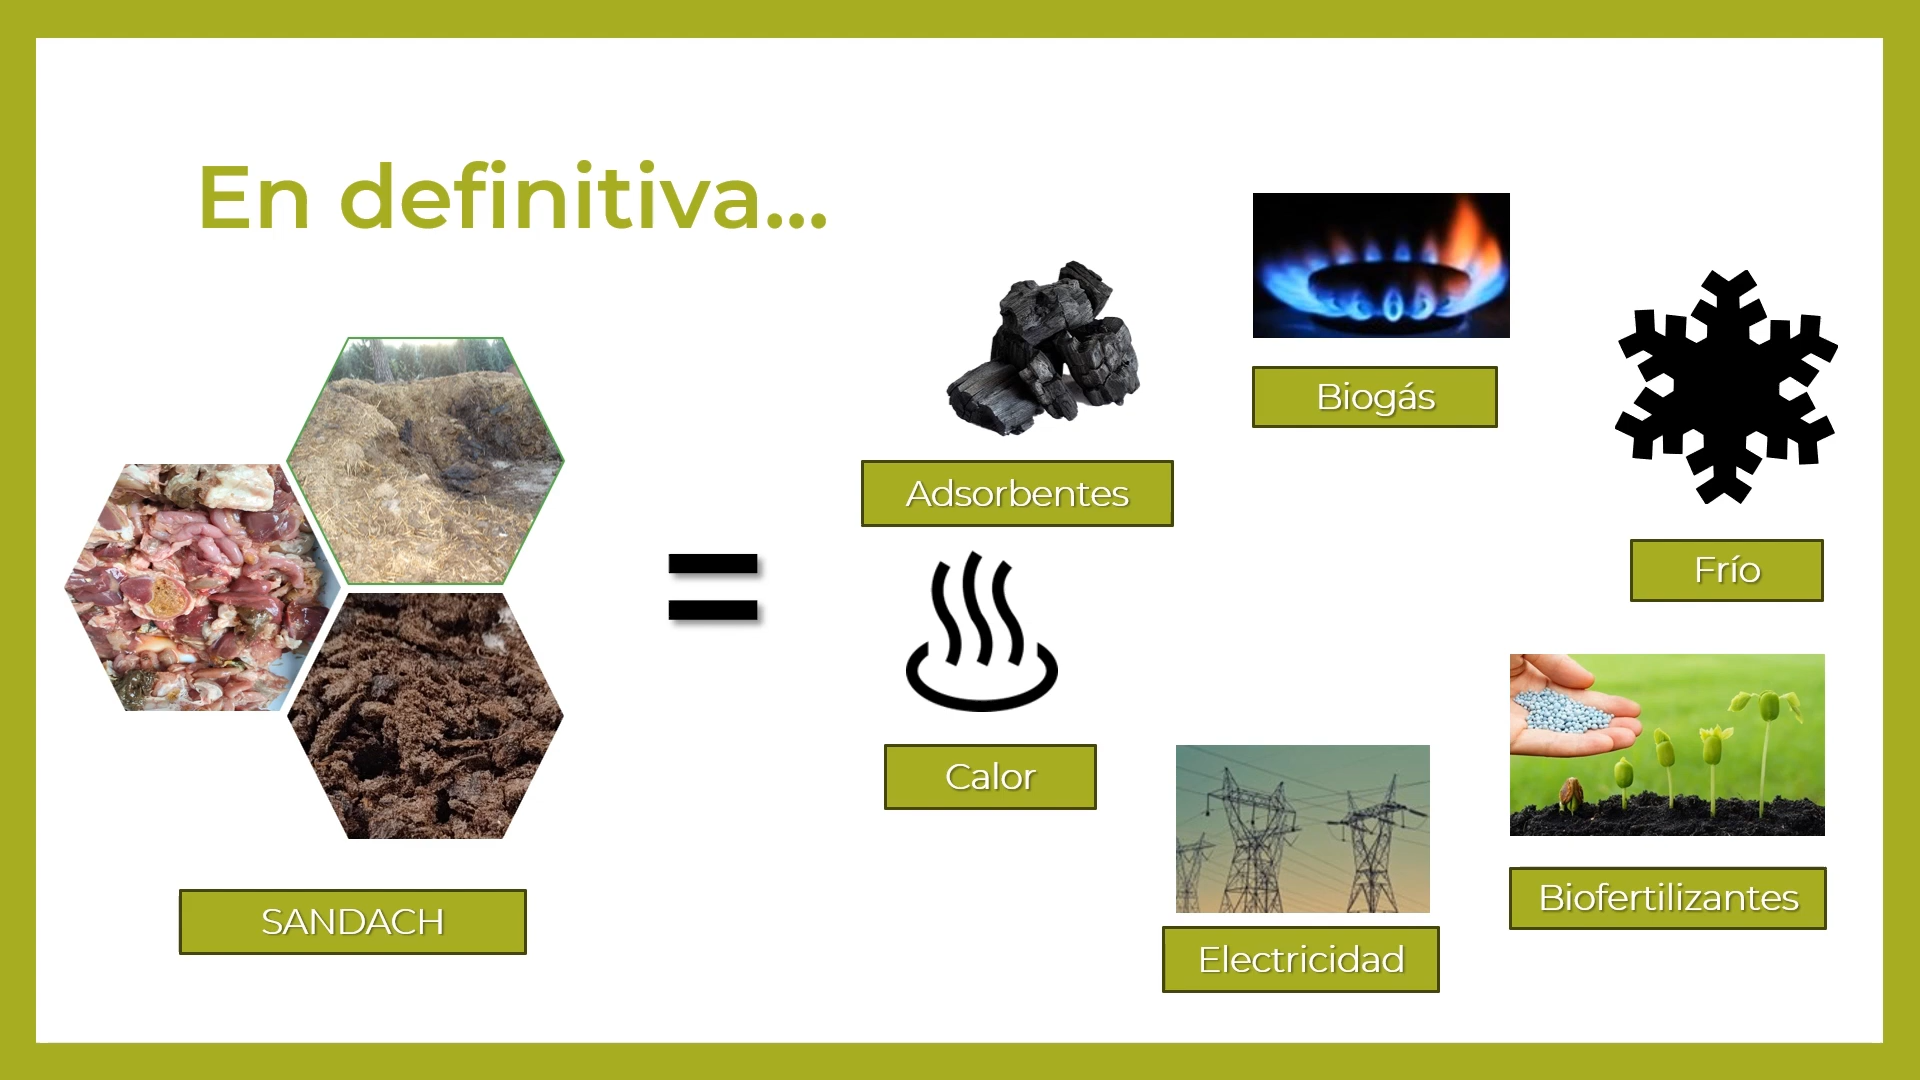 En definitiva...
Biogás
Adsorbentes
Frío
Calor
Biofertilizantes
SANDACH
Electricidad